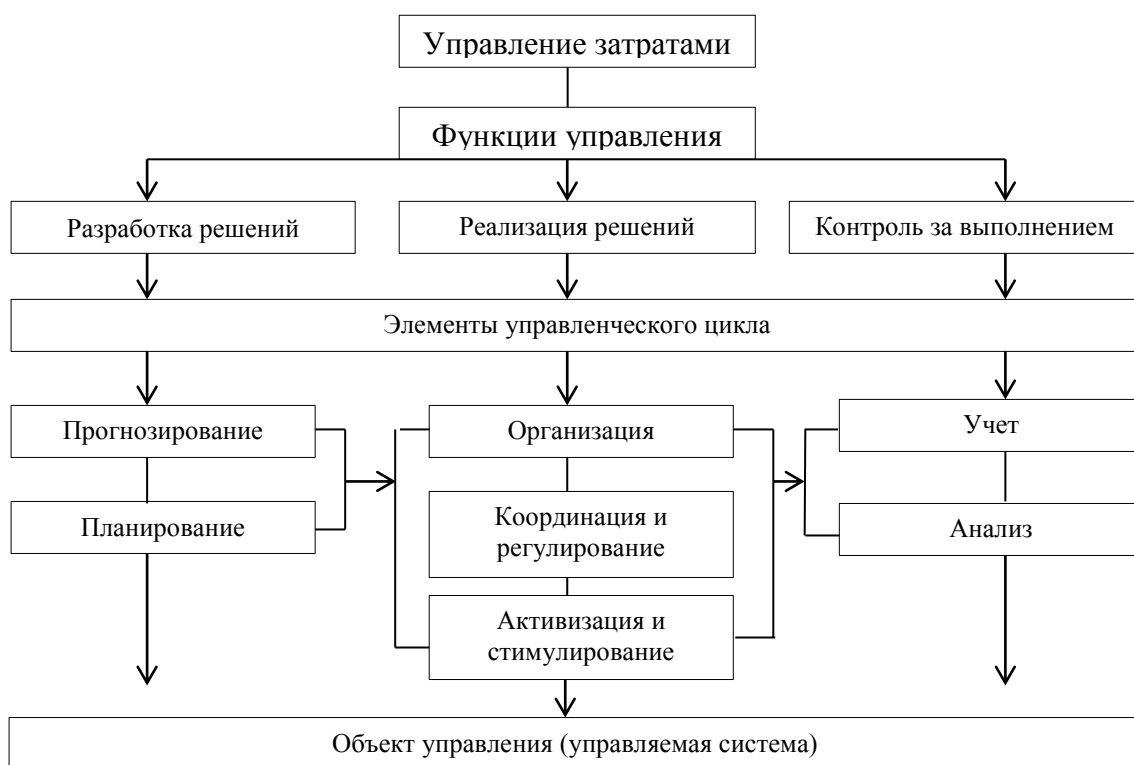 Управление затратами
Функции управления
Разработка решений
Реализация решений
Контроль за выполнением
Элементы управленческого цикла
Прогнозирование
Организация
Учет
Планирование
Координация и
регулирование
Анализ
Активизация и
стимулирование
Объект управления (управляемая система)